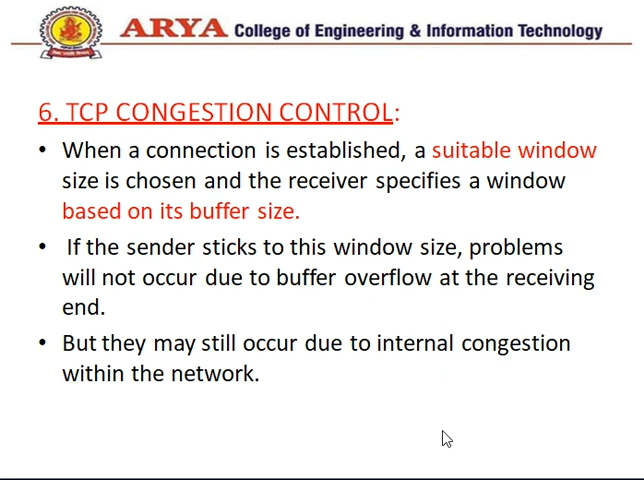 ARYA College of Engineering & Information Technology
6. TCP CONGESTION CONTROL:
• When a connection is established, a suitable window
size is chosen and the receiver specifies a window
based on its buffer size.
• If the sender sticks to this window size, problems
will not occur due to buffer overflow at the receiving
end.
• But they may still occur due to internal congestion
within the network.